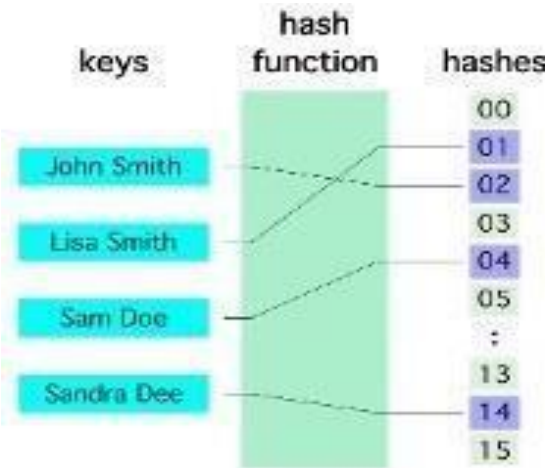 keys
hash
function
hashes
John Smith
Lisa Smith
Sam Doe
Sandra Dee
00
01
02
03
04
05
:
13
14
15